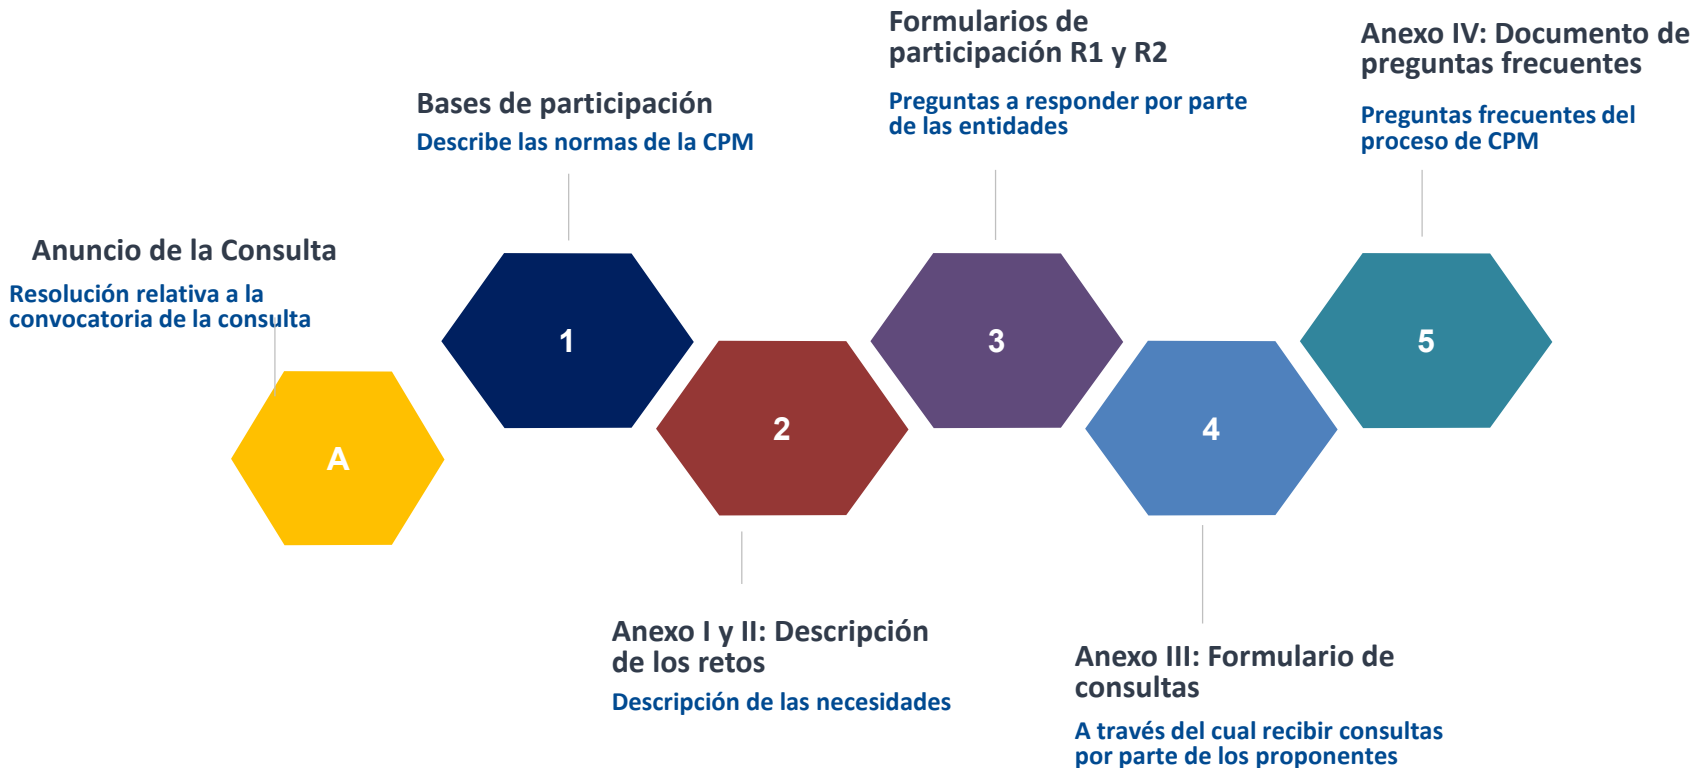 Anuncio de la Consulta
Resolución relativa a la
convocatoria de la consulta
A
Bases de participación
Describe las normas de la CPM
1
2
Anexo I y II: Descripción
de los retos
Descripción de las necesidades
Formularios de
participación R1 y R2
Preguntas a responder por parte
de las entidades
3
4
Anexo III: Formulario de
consultas
A través del cual recibir consultas
por parte de los proponentes
Anexo IV: Documento de
preguntas frecuentes
Preguntas frecuentes del
proceso de CPM
5